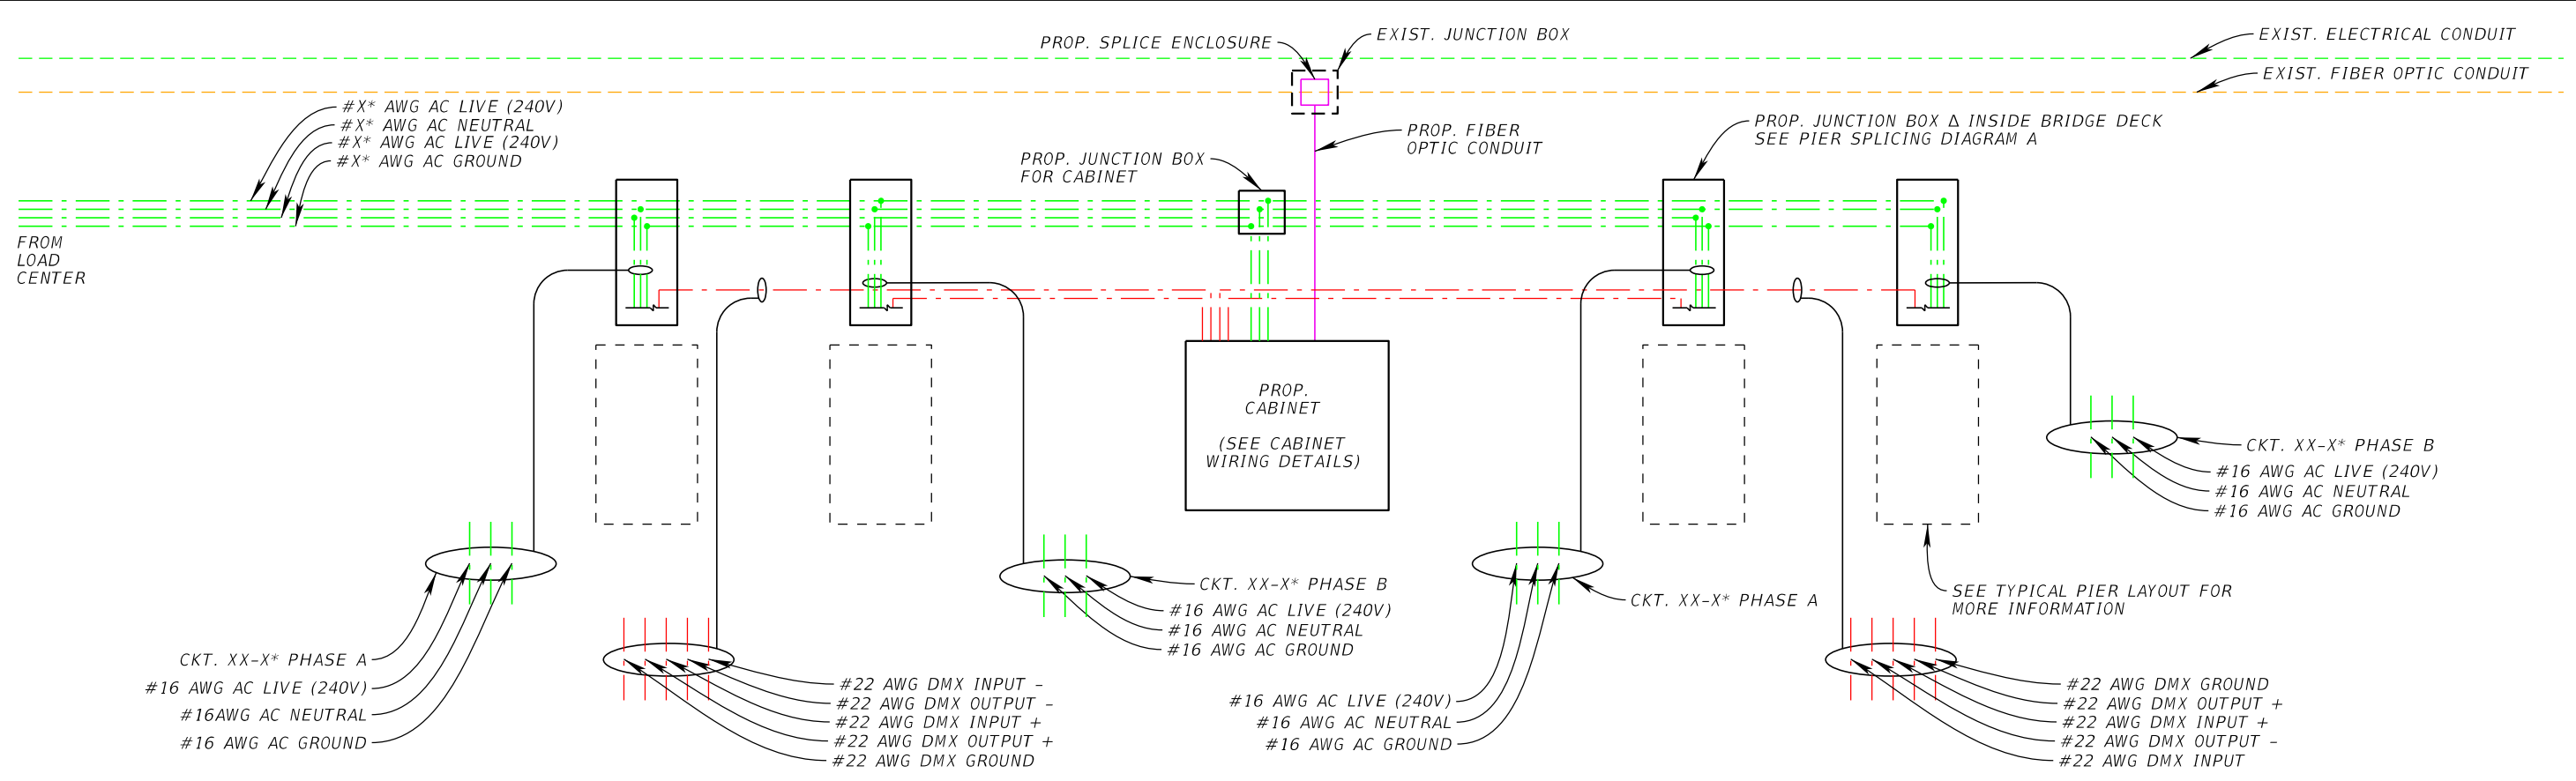 PROP. SPLICE ENCLOSURE
EXIST. JUNCTION BOX
EXIST. ELECTRICAL CONDUIT
EXIST. FIBER OPTIC CONDUIT
#X* AWG AC LIVE (240V)
#X* AWG AC NEUTRAL
#X* AWG AC LIVE (240V)
#X* AWG AC GROUND
PROP. FIBER
OPTIC CONDUIT
PROP. JUNCTION BOX Δ INSIDE BRIDGE DECK
SEE PIER SPLICING DIAGRAM A
PROP. JUNCTION BOX
FOR CABINET
FROM
LOAD
CENTER
PROP.
CABINET
(SEE CABINET
WIRING DETAILS)
CKT. XX-X* PHASE B
#16 AWG AC LIVE (240V)
#16 AWG AC NEUTRAL
#16 AWG AC GROUND
CKT. XX-X* PHASE B
#16 AWG AC LIVE (240V)
#16 AWG AC NEUTRAL
#16 AWG AC GROUND
CKT. XX-X* PHASE A
SEE TYPICAL PIER LAYOUT FOR
MORE INFORMATION
CKT. XX-X* PHASE A
#16 AWG AC LIVE (240V)
#16AWG AC NEUTRAL
#16 AWG AC GROUND
#22 AWG DMX INPUT -
#22 AWG DMX OUTPUT -
#22 AWG DMX INPUT +
#22 AWG DMX OUTPUT +
#22 AWG DMX GROUND
#16 AWG AC LIVE (240V)
#16 AWG AC NEUTRAL
#16 AWG AC GROUND
#22 AWG DMX GROUND
#22 AWG DMX OUTPUT +
#22 AWG DMX INPUT +
#22 AWG DMX OUTPUT -
#22 AWG DMX INPUT